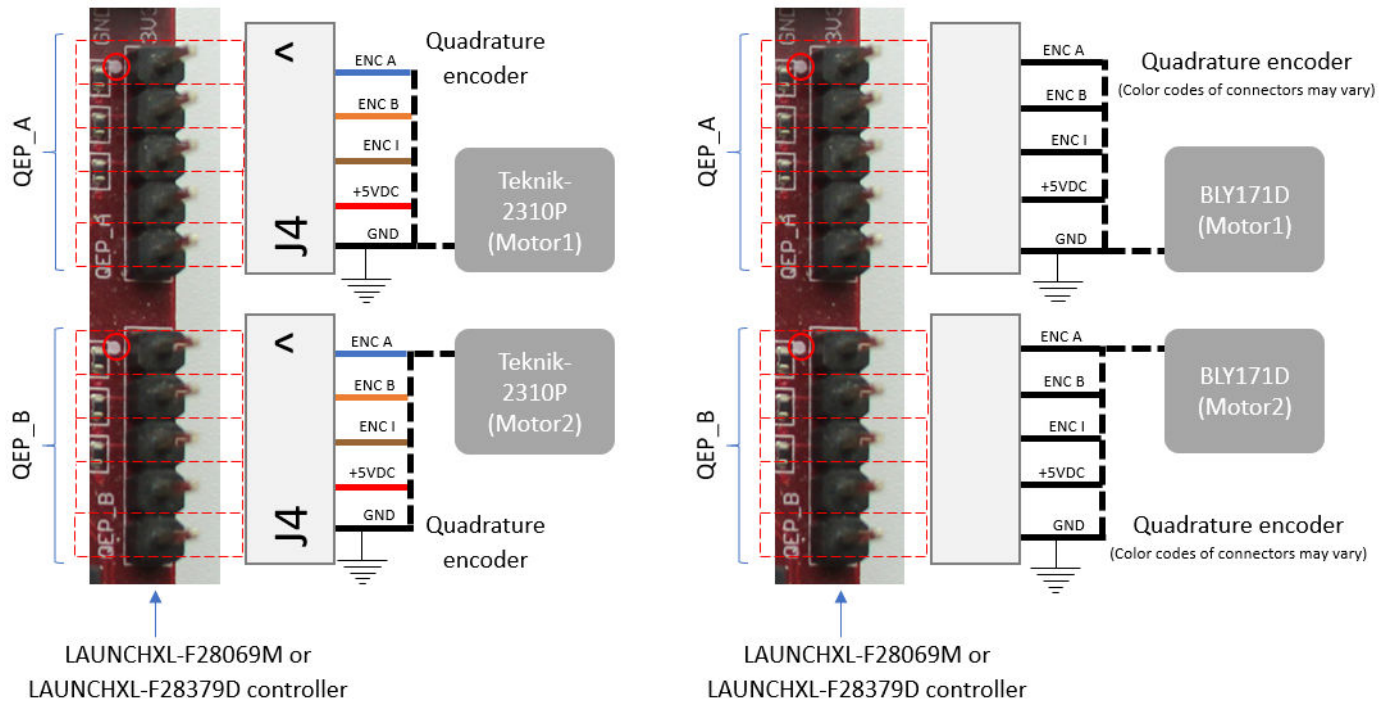 GND
3V3
QEP_A
QEP_A
<
J4
ENC A
ENC B
ENC I
+5VDC
GND
Quadrature
encoder
Teknik-
2310P
(Motor1)
QEP_B
QEP_B
<
J4
ENC A
ENC B
ENC I
+5VDC
GND
Teknik-
2310P
(Motor2)
Quadrature
encoder
LAUNCHXL-F28069M or
LAUNCHXL-F28379D controller
GND
3V3
QEP_A
QEP_A
ENC A
ENC B
ENC I
+5VDC
GND
Quadrature encoder
(Color codes of connectors may vary)
BLY171D
(Motor1)
QEP_B
QEP_B
ENC A
ENC B
ENC I
+5VDC
GND
BLY171D
(Motor2)
Quadrature encoder
(Color codes of connectors may vary)
LAUNCHXL-F28069M or
LAUNCHXL-F28379D controller